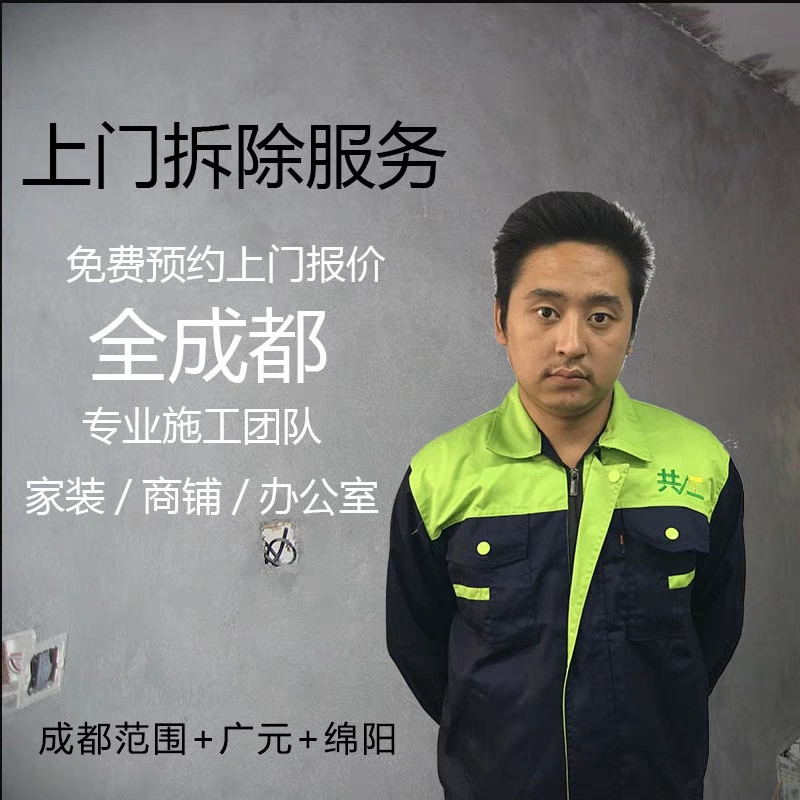 上门拆除服务
免费预约上门报价
全成都
专业施工团队
家装/商铺/办公室
共/工
成都范围+广元+绵阳